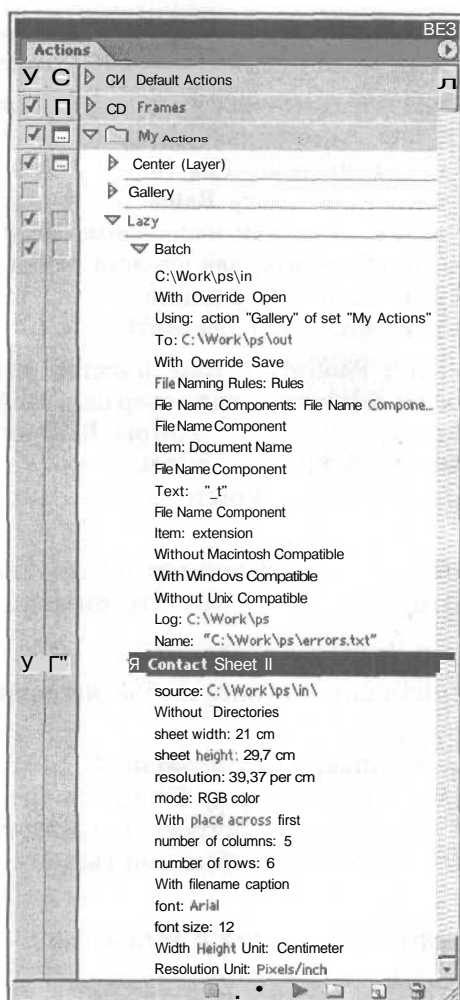 ВЕЗ
Actions
У С СИ Default Actions л
П CD Frames
My Actions
Center (Layer)
Gallery
Lazy
Batch
C:\Work\ps\in
With Override Open
Using: action "Gallery" of set "My Actions"
To: C:\Work\ps\out
With Override Save
File Naming Rules: Rules
File Name Components: File Name Compone...
File Name Component
Item: Document Name
File Name Component
Text: "_t"
File Name Component
Item: extension
Without Macintosh Compatible
With Windovs Compatible
Without Unix Compatible
Log: C:\Work\ps
Name: "C:\Work\ps\errors.txt"
У Г" Я Contact Sheet II
source: C:\Work\ps\in\
Without Directories
sheet width: 21 cm
sheet height: 29,7 cm
resolution: 39,37 per cm
mode: RGB color
With place across first
number of columns: 5
number of rows: 6
With filename caption
font: Arial
font size: 12
Width Height Unit: Centimeter
Resolution Unit: Pixels/inch